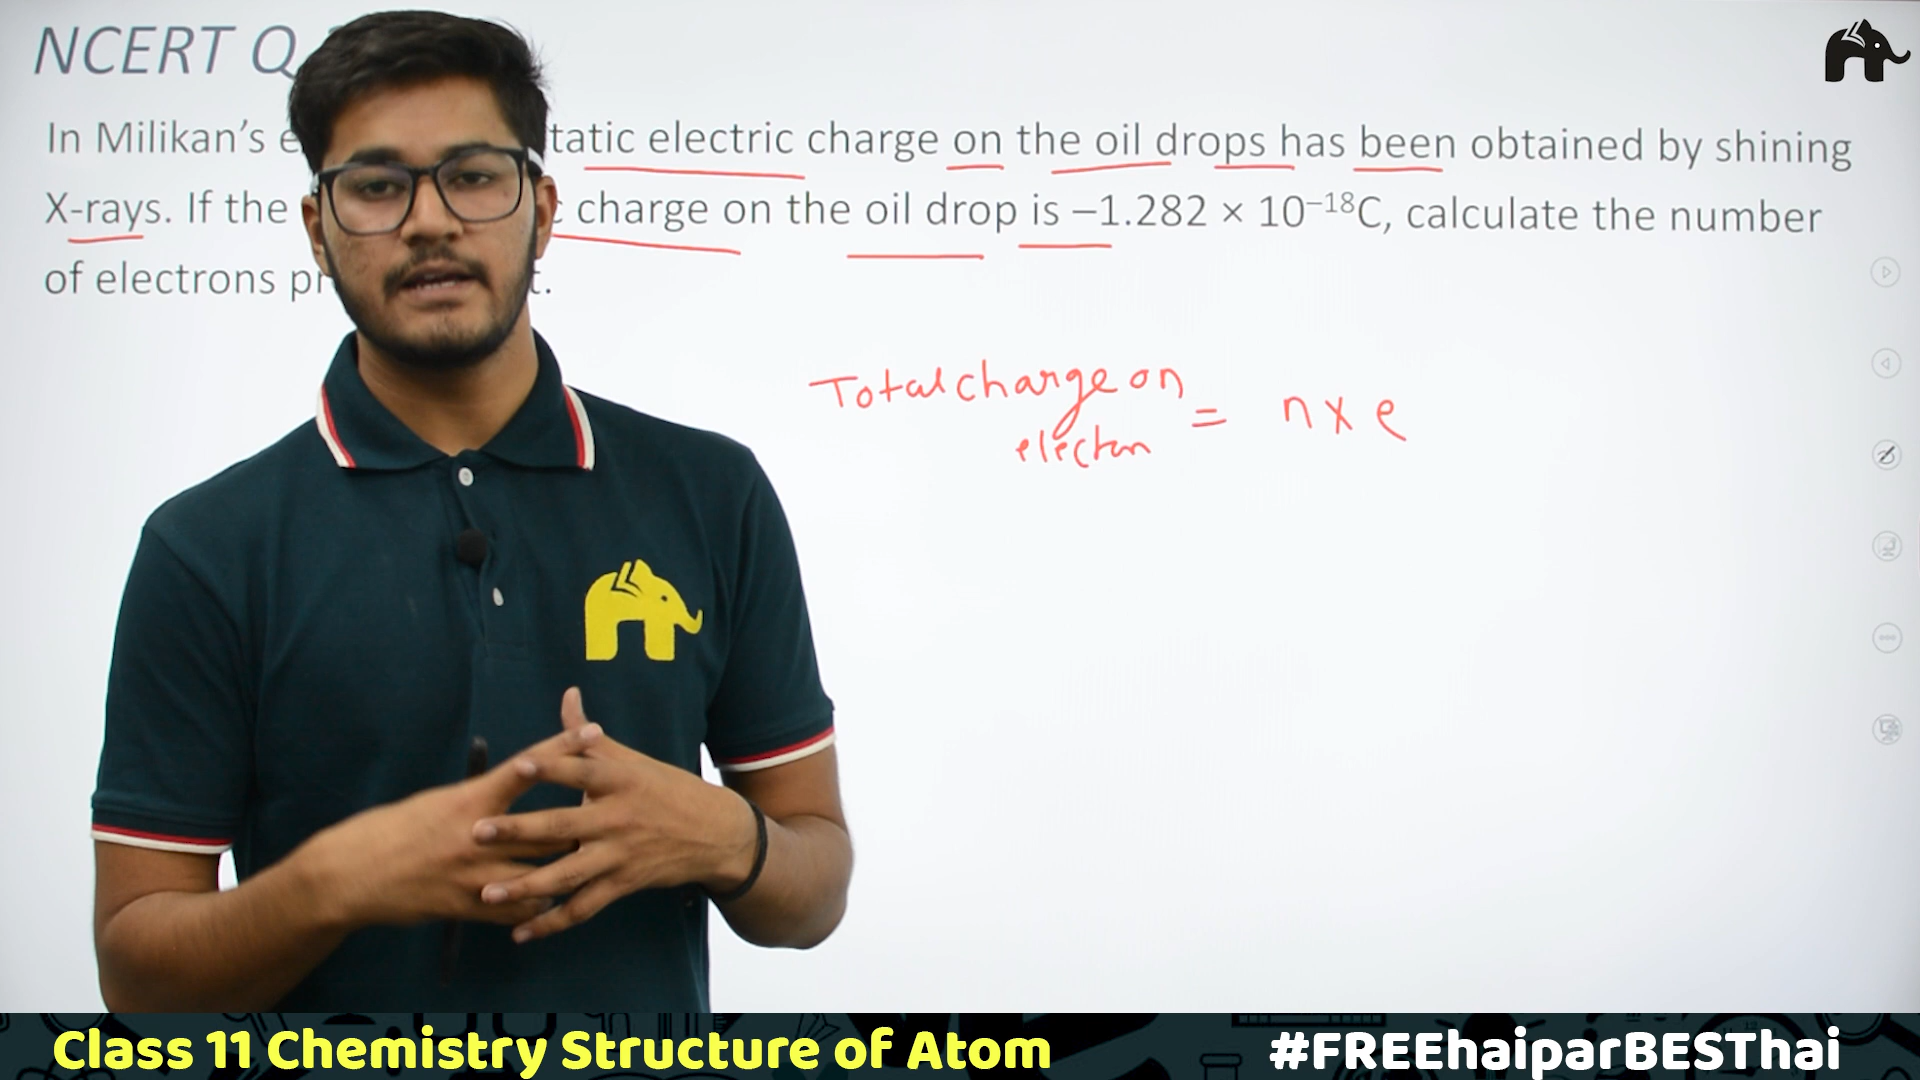 NCERT Q
In Milikan's e tatic electric charge on the oil drops has been obtained by shining
X-rays. If the charge on the oil drop is –1.282 × 10⁻¹⁸C, calculate the number
of electrons pr t.
Total charge on
electon
= n x e
Class 11 Chemistry Structure of Atom
#FREEhaiparBESThai